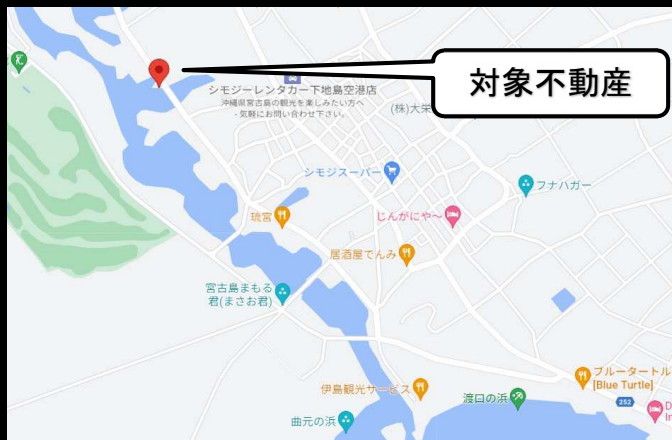 対象不動産
シモジーレンタカー下地島空港店
沖縄県宮古島の観光を楽しみたい方へ
- 気軽にお問い合わせ下さい。
(株)大栄
シモジスーパー
フナハガー
琉宮
じんがにや～
居酒屋でんみ
宮古島まもる
君(まさお君)
ブルータートル
[Blue Turtle]
伊島観光サービス
渡口の浜
252
曲元の浜